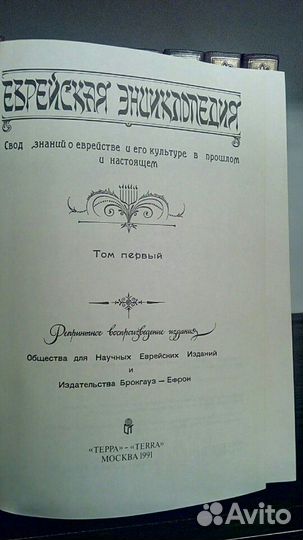 ЕВРЕЙСКАЯ ЭНЦИКЛОПЕДИЯ
Свод знаний о еврействе и его культуре в прошлом
и настоящем
Том первый
Репринтное воспроизведение издания
Общества для Научных Еврейских Изданий
и
Издательства Брокгауз — Ефрон
«ТЕРРА» - «TERRA»
МОСКВА 1991
Avito